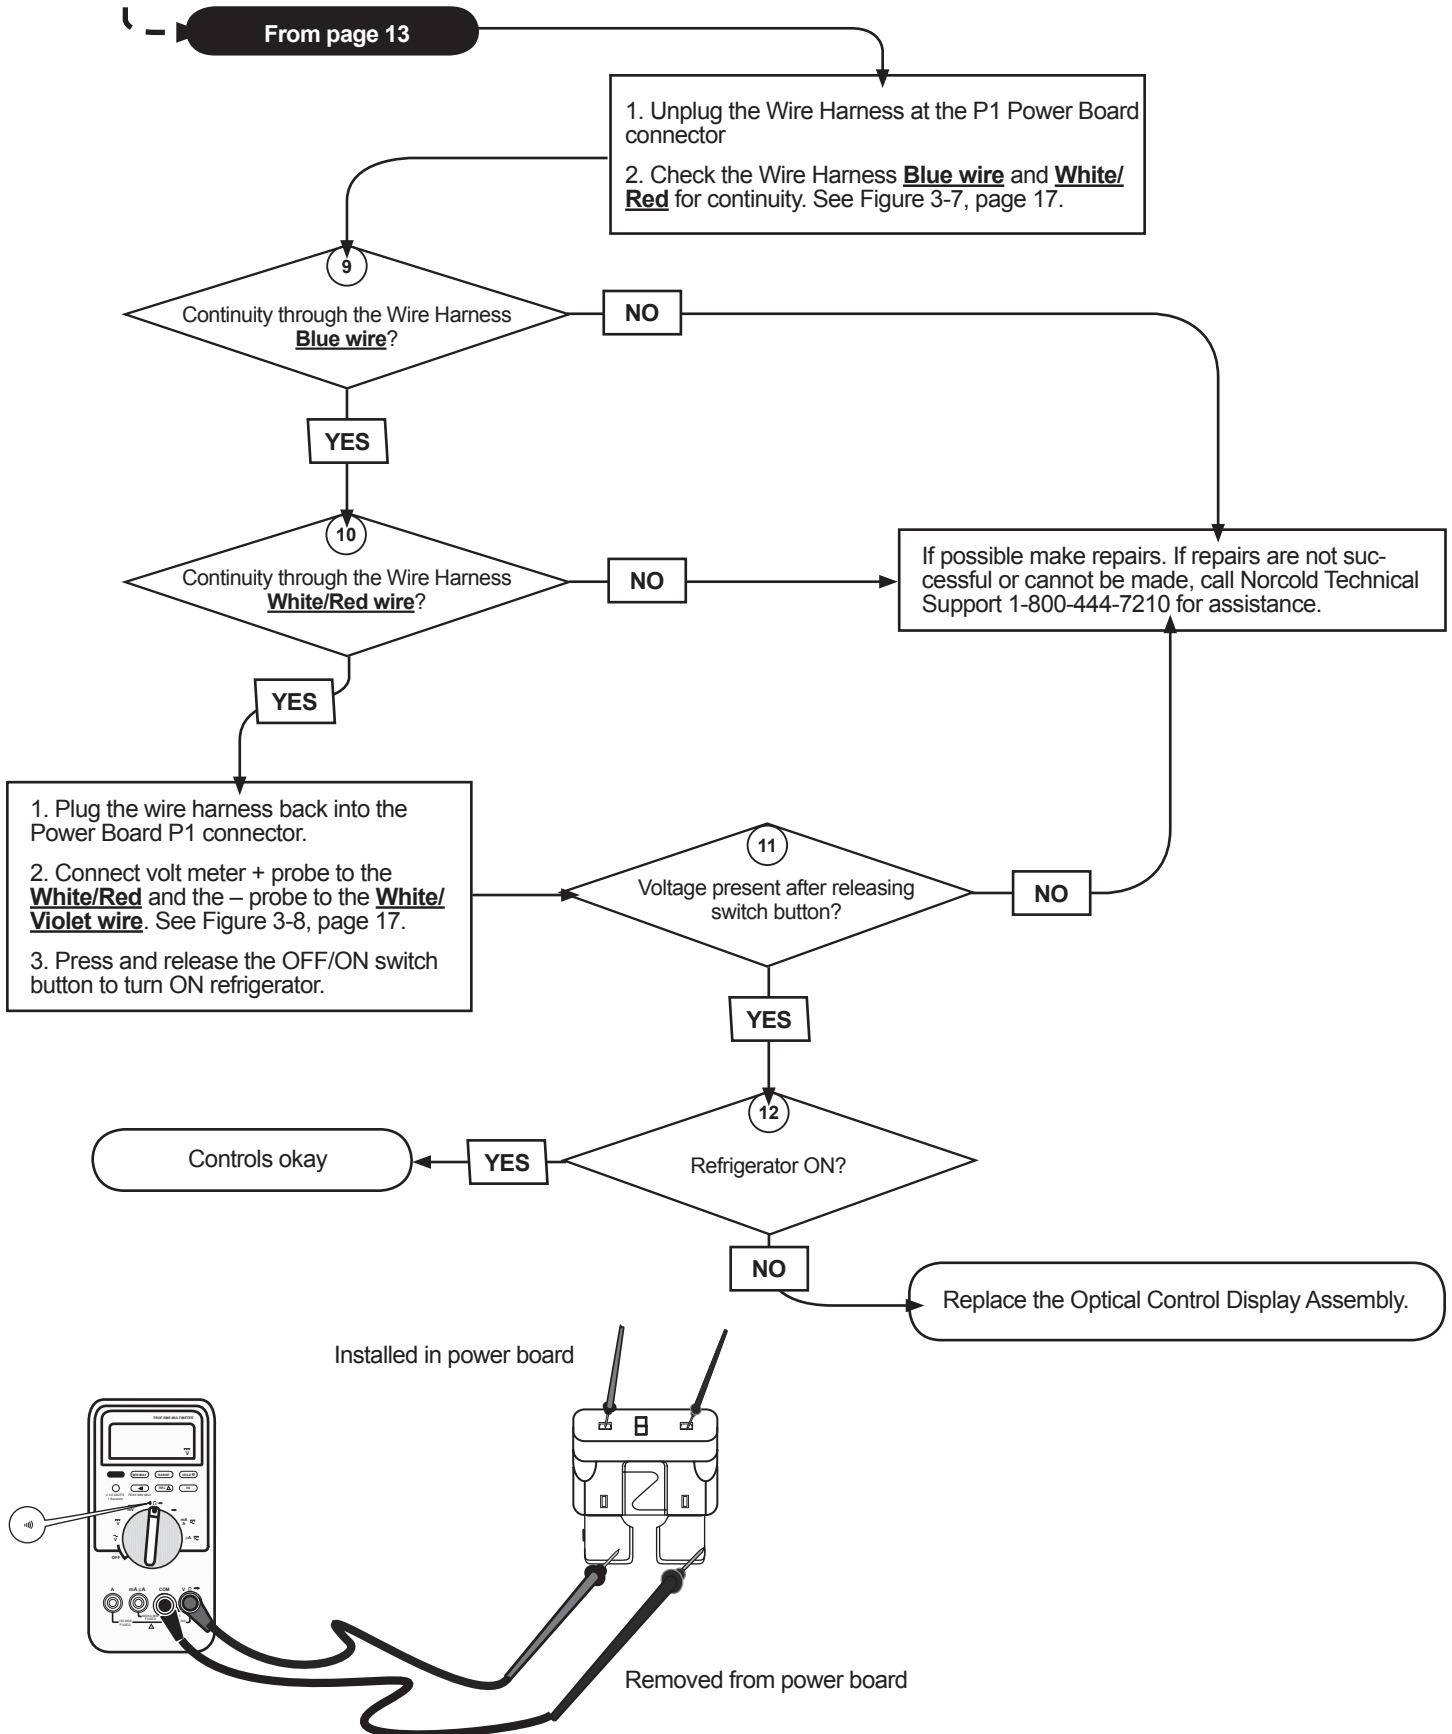 From page 13
1. Unplug the Wire Harness at the P1 Power Board
connector
2. Check the Wire Harness Blue wire and White/
Red for continuity. See Figure 3-7, page 17.
9
Continuity through the Wire Harness
Blue wire?
NO
YES
10
Continuity through the Wire Harness
White/Red wire?
NO
If possible make repairs. If repairs are not suc-
cessful or cannot be made, call Norcold Technical
Support 1-800-444-7210 for assistance.
YES
1. Plug the wire harness back into the
Power Board P1 connector.
2. Connect volt meter + probe to the
White/Red and the – probe to the White/
Violet wire. See Figure 3-8, page 17.
3. Press and release the OFF/ON switch
button to turn ON refrigerator.
11
Voltage present after releasing
switch button?
NO
YES
12
Refrigerator ON?
YES
Controls okay
NO
Replace the Optical Control Display Assembly.
Installed in power board
TRUE RMS MULTIMETER
V
MIN MAX
RANGE
HOLD
REL
OFF
A
mA µA
COM
V Ω
Removed from power board